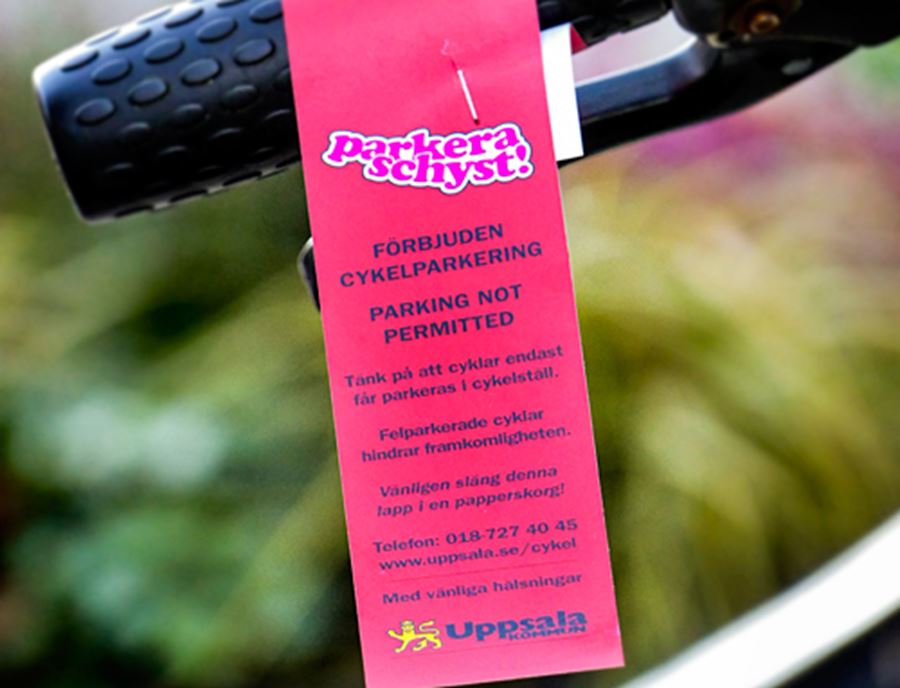 parkera
schyst!
FÖRBJUDEN
CYKELPARKERING
PARKING NOT
PERMITTED
Tänk på att cyklar endast
får parkeras i cykelställ.
Felparkerade cyklar
hindrar framkomligheten.
Vänligen släng denna
lapp i en papperskorg!
Telefon: 018-727 40 45
www.uppsala.se/cykel
Med vänliga hälsningar
Uppsala
KOMMUN